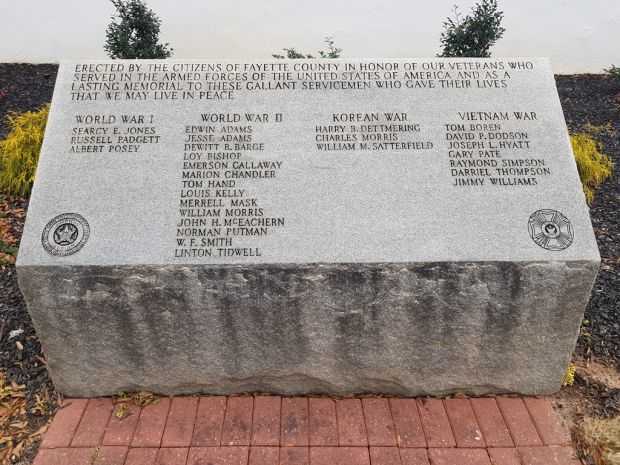 ERECTED BY THE CITIZENS OF FAYETTE COUNTY IN HONOR OF OUR VETERANS WHO
SERVED IN THE ARMED FORCES OF THE UNITED STATES OF AMERICA AND AS A
LASTING MEMORIAL TO THESE GALLANT SERVICEMEN WHO GAVE THEIR LIVES
THAT WE MAY LIVE IN PEACE
WORLD WAR I
SEARCY E. JONES
RUSSELL PADGETT
ALBERT POSEY
WORLD WAR II
EDWIN ADAMS
JESSE ADAMS
DEWITT R. BARGE
LOY BISHOP
EMERSON CALLAWAY
MARION CHANDLER
TOM HAND
LOUIS KELLY
MERRELL MASK
WILLIAM MORRIS
JOHN H. McEACHERN
NORMAN PUTMAN
W. F. SMITH
LINTON TIDWELL
KOREAN WAR
HARRY B. DETTMERING
CHARLES MORRIS
WILLIAM M. SATTERFIELD
VIETNAM WAR
TOM BOREN
DAVID P. DODSON
JOSEPH L. HYATT
GARY PATE
RAYMOND SIMPSON
DARRIEL THOMPSON
JIMMY WILLIAMS